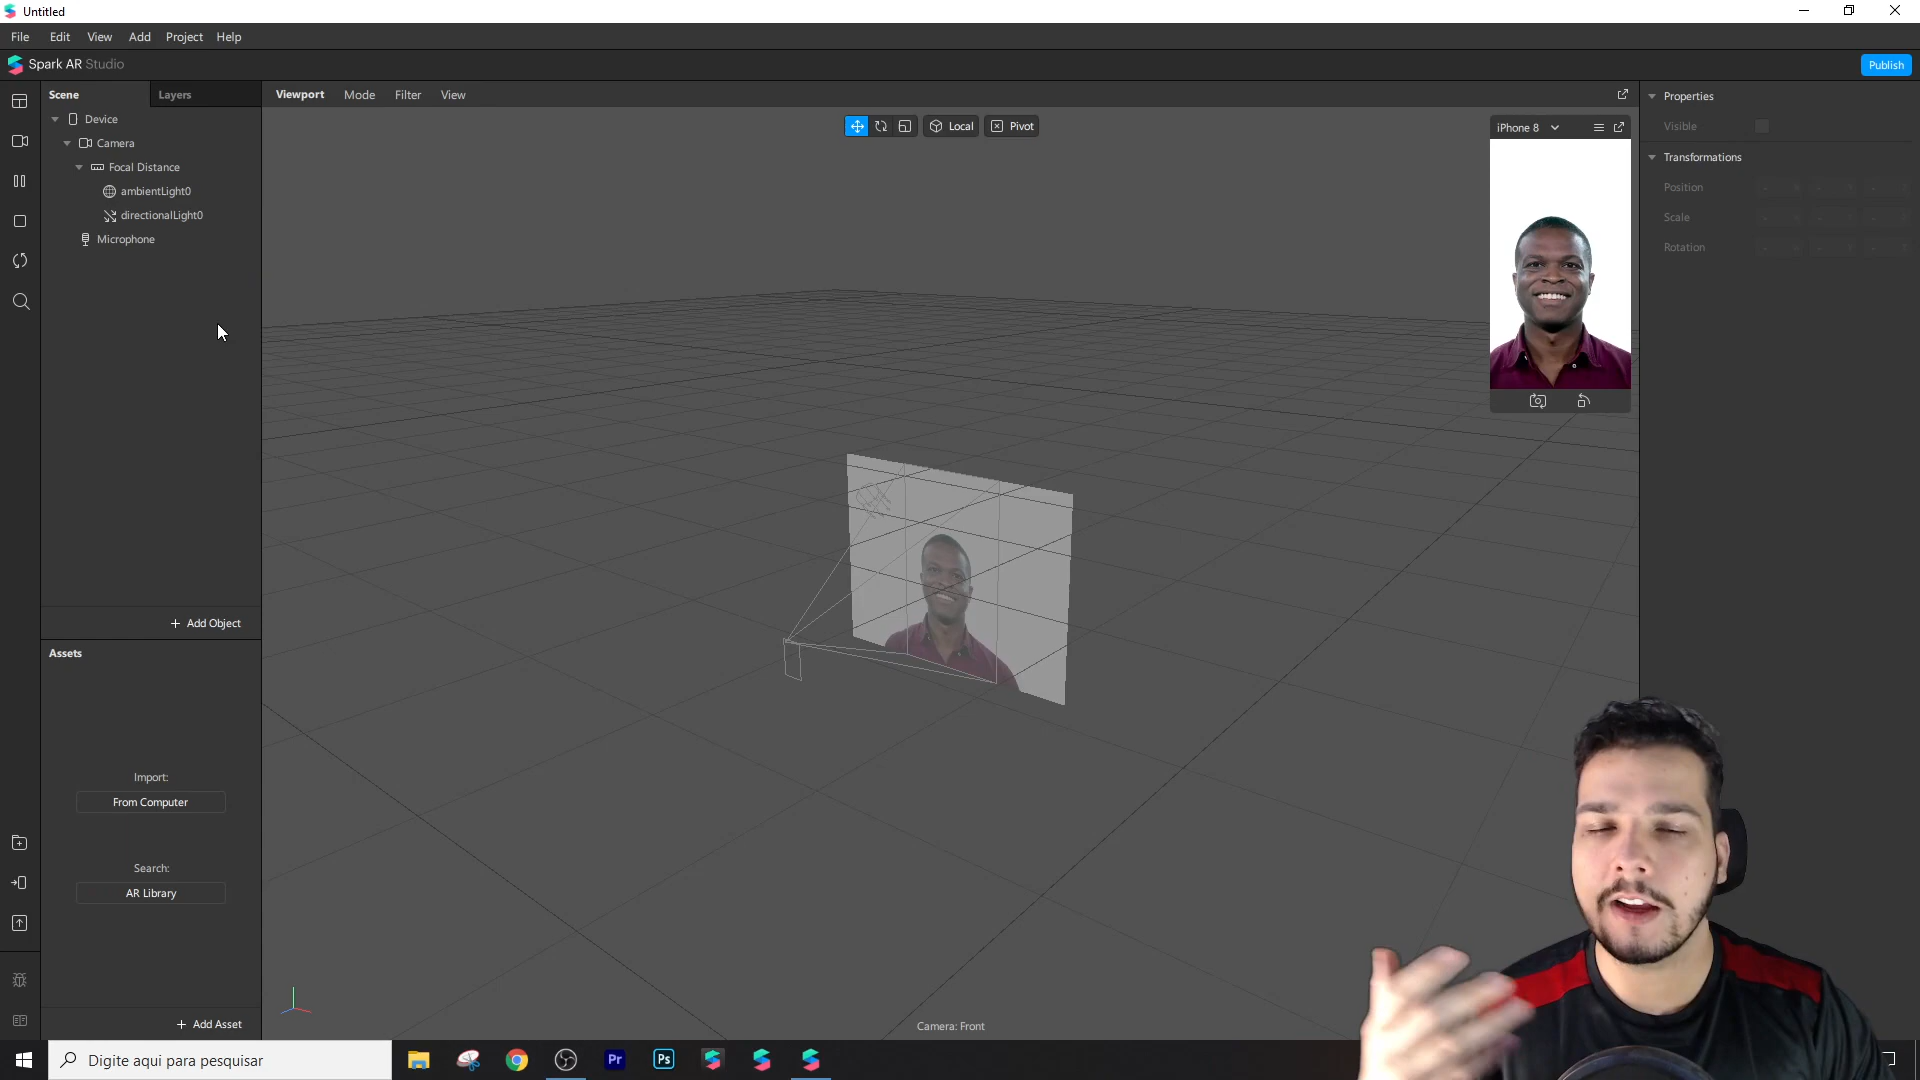 Untitled
File Edit View Add Project Help
Spark AR Studio
Publish
Scene Layers
Viewport Mode Filter View
Properties
Device
Camera
Focal Distance
ambientLight0
directionalLight0
Microphone
Local
Pivot
iPhone 8
Visible
Transformations
Position
Scale
Rotation
+ Add Object
Assets
Import:
From Computer
Search:
AR Library
+ Add Asset
Camera: Front
Digite aqui para pesquisar
Pr
Ps